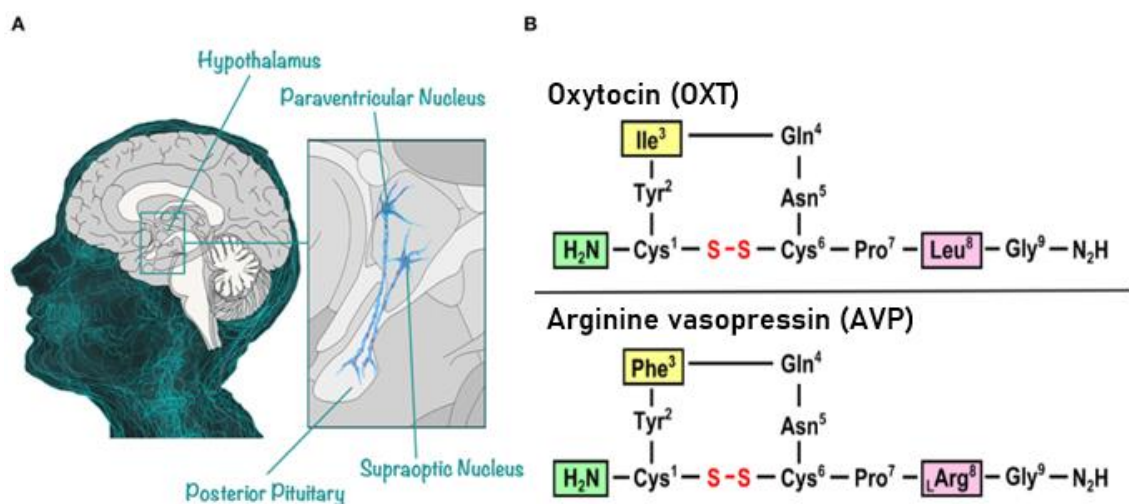 A
Hypothalamus
Paraventricular Nucleus
Supraoptic Nucleus
Posterior Pituitary
B
Oxytocin (OXT)
Ile³ Gln⁴
Tyr² Asn⁵
H₂N Cys¹ S-S Cys⁶ Pro⁷ Leu⁸ Gly⁹ N₂H
Arginine vasopressin (AVP)
Phe³ Gln⁴
Tyr² Asn⁵
H₂N Cys¹ S-S Cys⁶ Pro⁷ LArg⁸ Gly⁹ N₂H